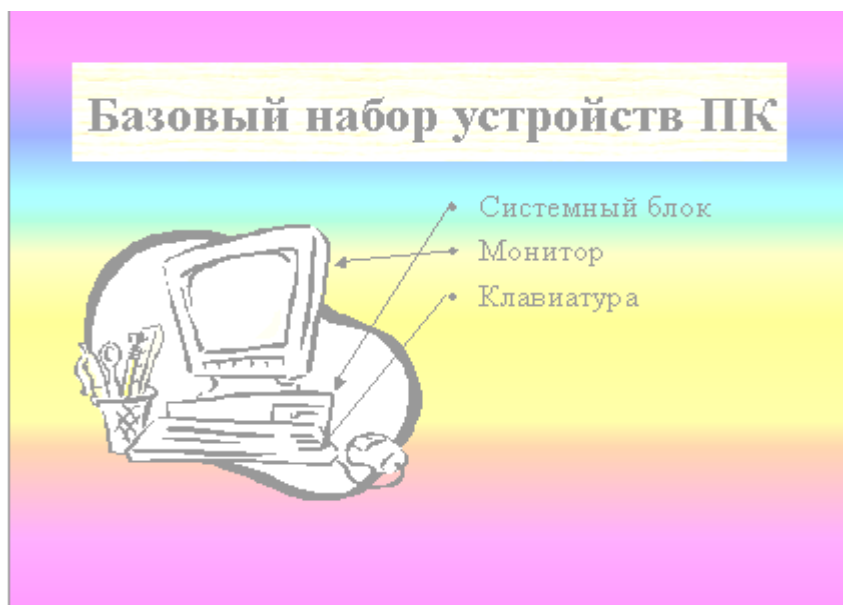 Базовый набор устройств ПК
• Системный блок
• Монитор
• Клавиатура